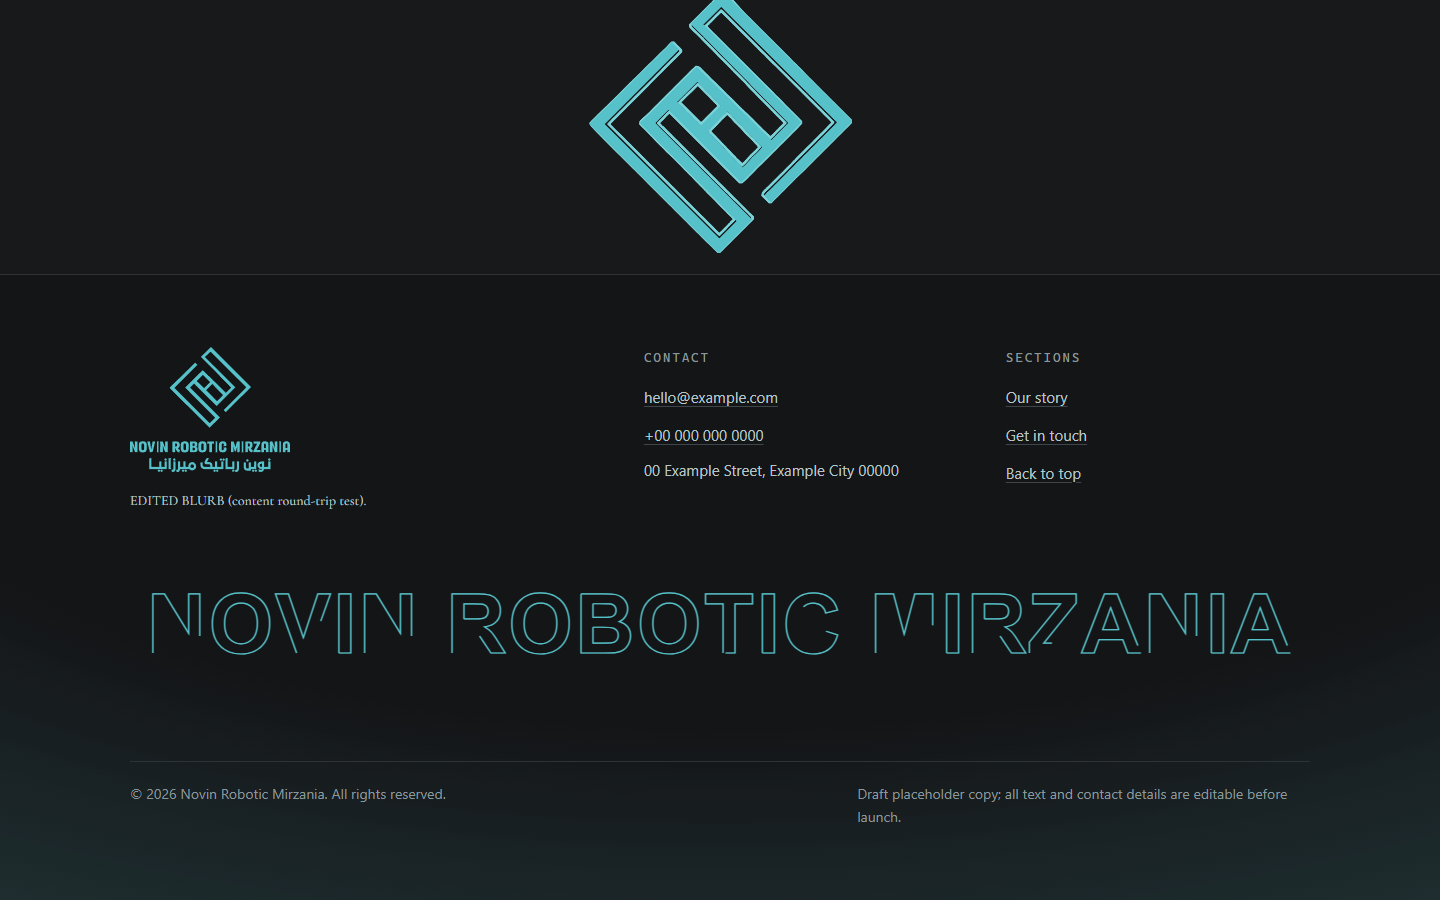 NOVIN ROBOTIC MIRZANIA
نوین رباتیک میرزانیا
EDITED BLURB (content round-trip test).
CONTACT
hello@example.com
+00 000 000 0000
00 Example Street, Example City 00000
SECTIONS
Our story
Get in touch
Back to top
NOVIN ROBOTIC MIRZANIA
© 2026 Novin Robotic Mirzania. All rights reserved.
Draft placeholder copy; all text and contact details are editable before
launch.